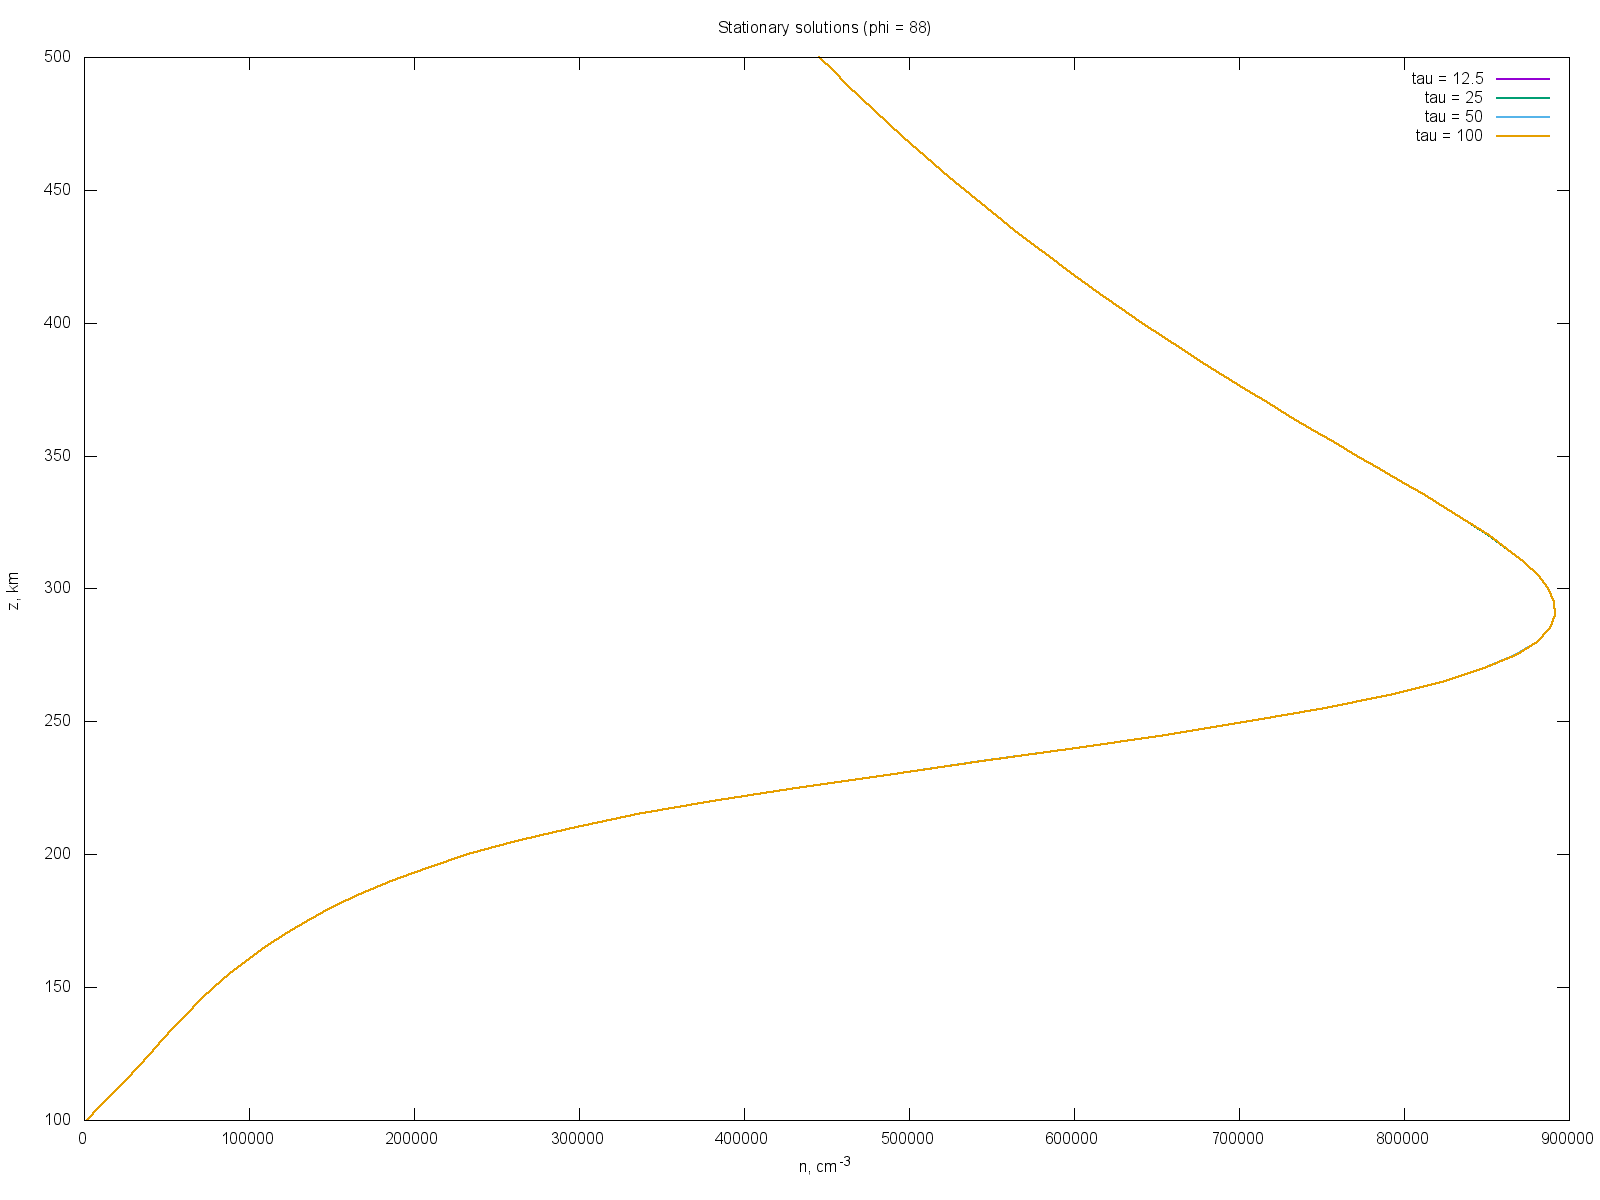 Stationary solutions (phi = 88)
tau = 12.5
tau = 25
tau = 50
tau = 100
500
450
400
350
300
250
200
150
100
z, km
0 100000 200000 300000 400000 500000 600000 700000 800000 900000
n, cm-3